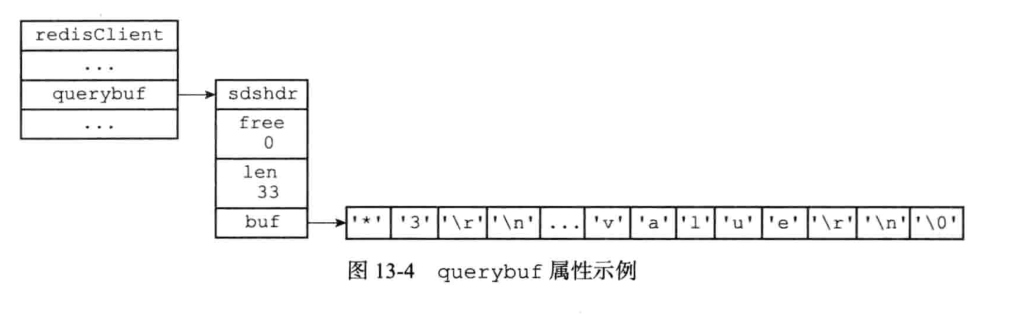 redisClient
...
querybuf
...
sdshdr
free
0
len
33
buf
'*' '3' '\r' '\n' ... 'v' 'a' 'l' 'u' 'e' '\r' '\n' '\0'
图 13-4 querybuf 属性示例